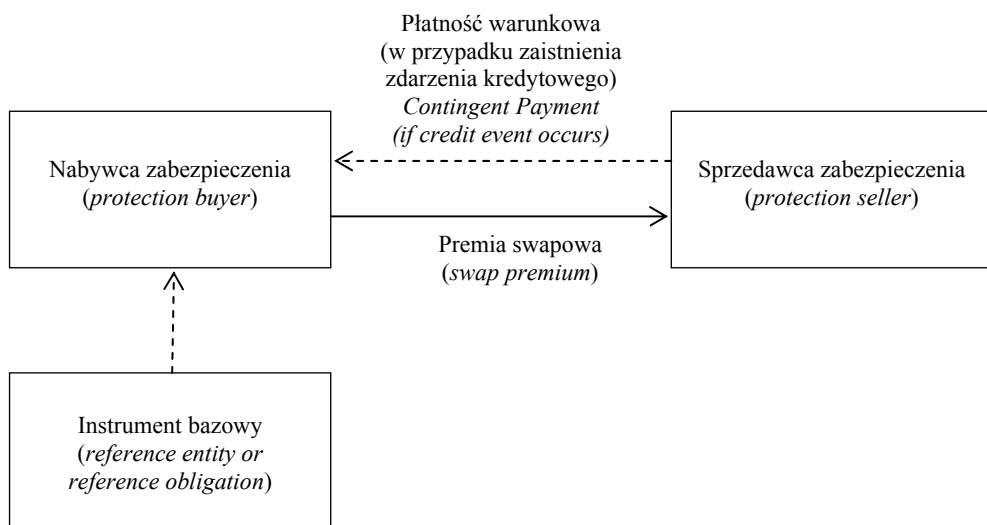 Płatność warunkowa
(w przypadku zaistnienia
zdarzenia kredytowego)
Contingent Payment
(if credit event occurs)
Nabywca zabezpieczenia
(protection buyer)
Sprzedawca zabezpieczenia
(protection seller)
Premia swapowa
(swap premium)
Instrument bazowy
(reference entity or
reference obligation)